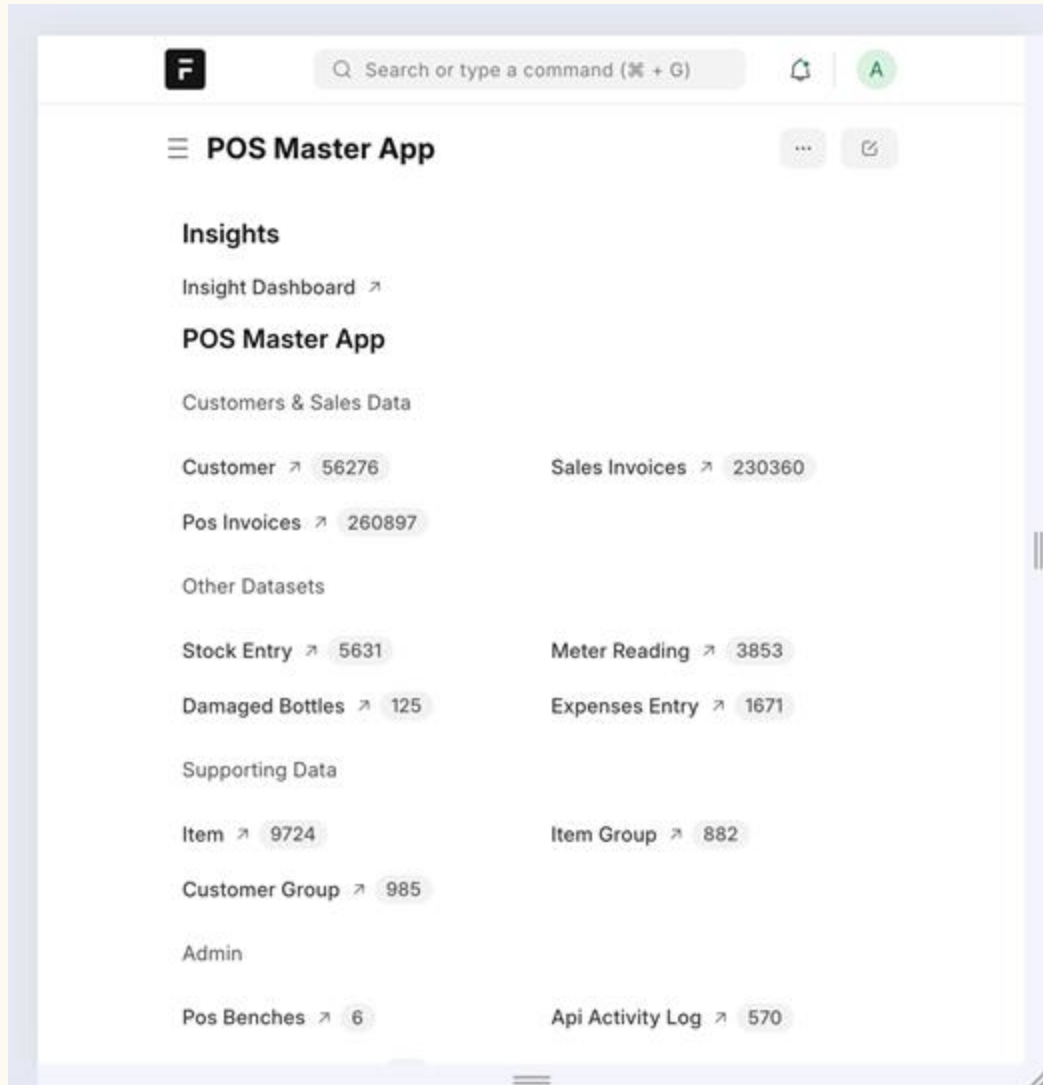 F
Search or type a command (⌘ + G)
A
POS Master App
...
Insights
Insight Dashboard ↗
POS Master App
Customers & Sales Data
Customer ↗ 56276
Sales Invoices ↗ 230360
Pos Invoices ↗ 260897
Other Datasets
Stock Entry ↗ 5631
Meter Reading ↗ 3853
Damaged Bottles ↗ 125
Expenses Entry ↗ 1671
Supporting Data
Item ↗ 9724
Item Group ↗ 882
Customer Group ↗ 985
Admin
Pos Benches ↗ 6
Api Activity Log ↗ 570